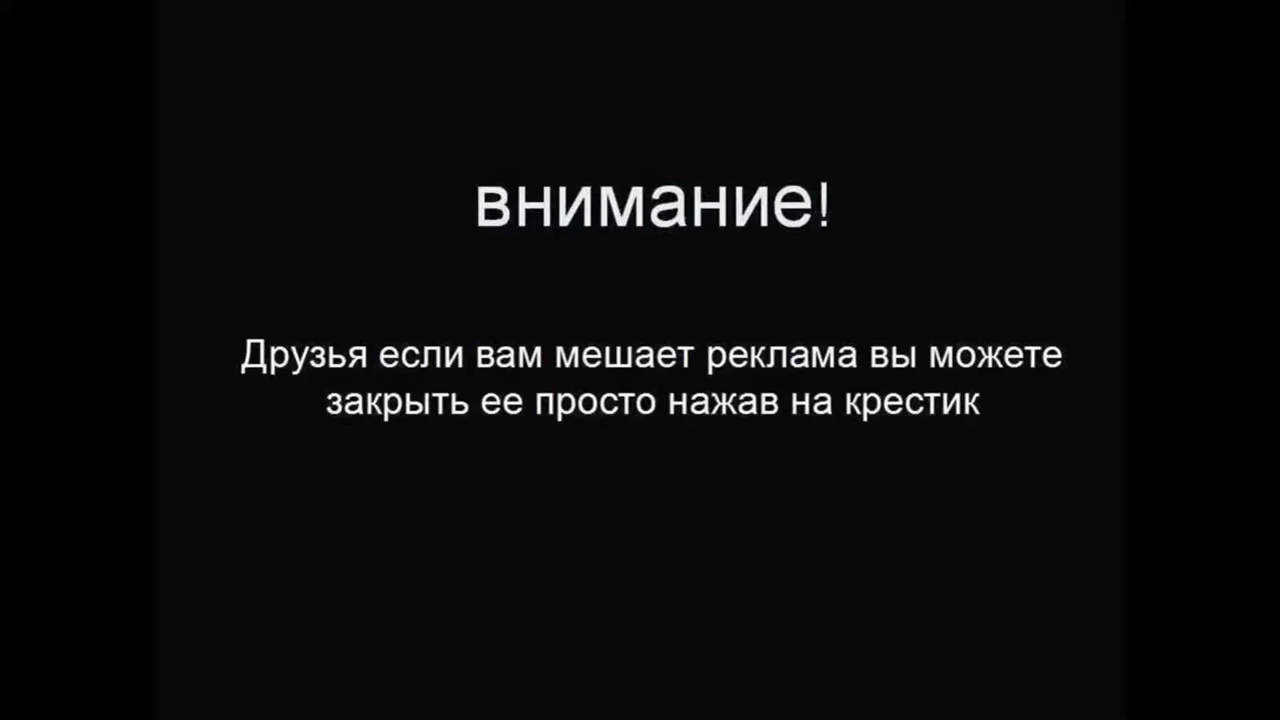 внимание!
Друзья если вам мешает реклама вы можете
закрыть ее просто нажав на крестик